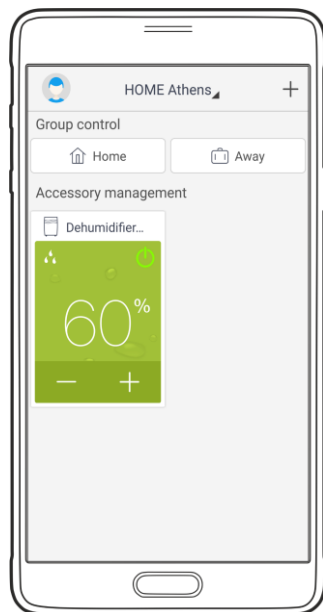 HOME Athens
+
Group control
Home
Away
Accessory management
Dehumidifier...
60%
− +